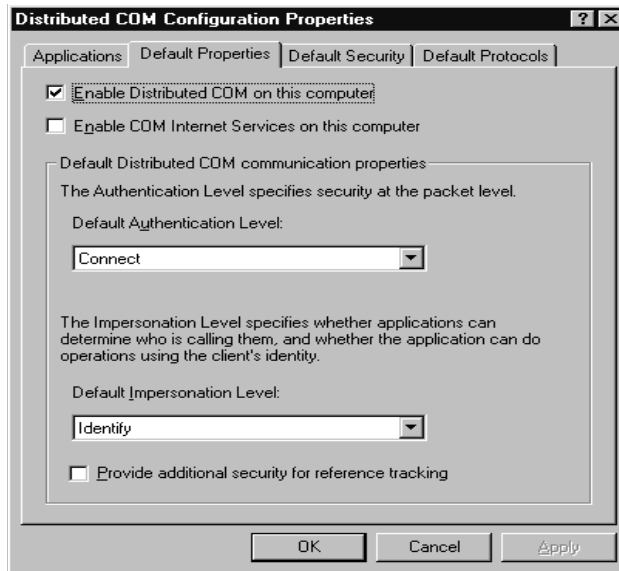 Distributed COM Configuration Properties
Applications Default Properties Default Security Default Protocols
Enable Distributed COM on this computer
Enable COM Internet Services on this computer
Default Distributed COM communication properties
The Authentication Level specifies security at the packet level.
Default Authentication Level:
Connect
The Impersonation Level specifies whether applications can
determine who is calling them, and whether the application can do
operations using the client's identity.
Default Impersonation Level:
Identify
Provide additional security for reference tracking
OK Cancel Apply